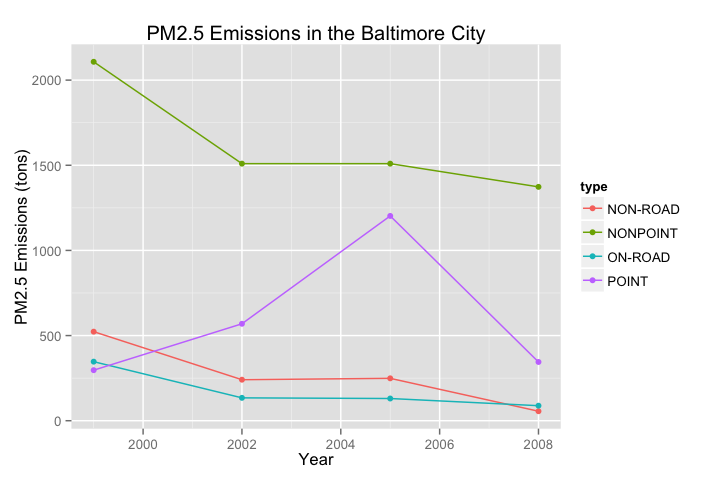 PM2.5 Emissions in the Baltimore City
PM2.5 Emissions (tons)
2000
1500
1000
500
0
2000 2002 2004 2006 2008
Year
type
NON-ROAD
NONPOINT
ON-ROAD
POINT